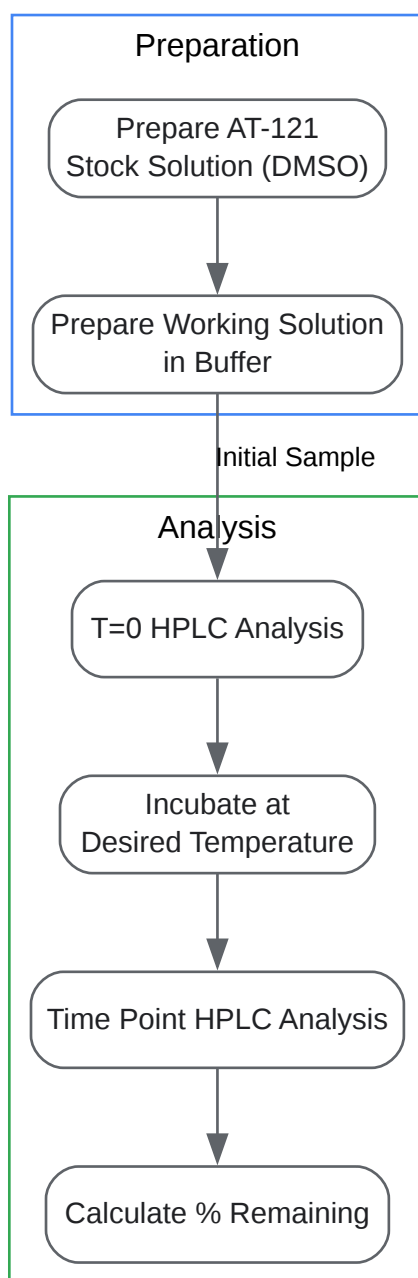 Preparation
Prepare AT-121
Stock Solution (DMSO)
Prepare Working Solution
in Buffer
Initial Sample
Analysis
T=0 HPLC Analysis
Incubate at
Desired Temperature
Time Point HPLC Analysis
Calculate % Remaining